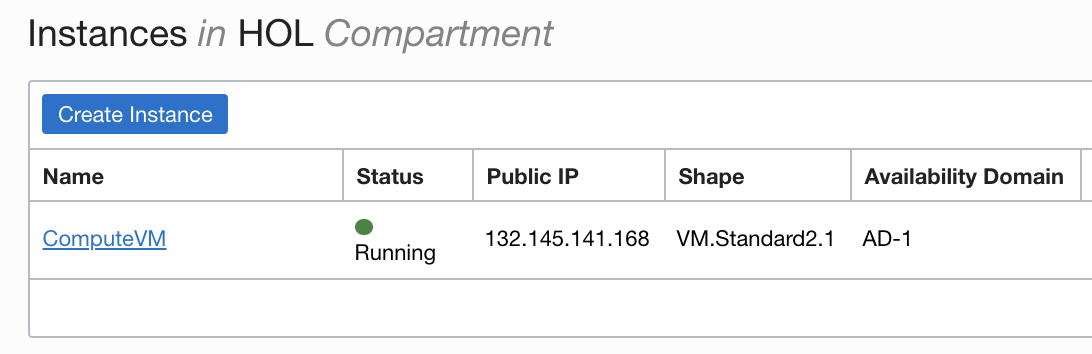 Instances in HOL Compartment
Create Instance
Name Status Public IP Shape Availability Domain
ComputeVM Running 132.145.141.168 VM.Standard2.1 AD-1